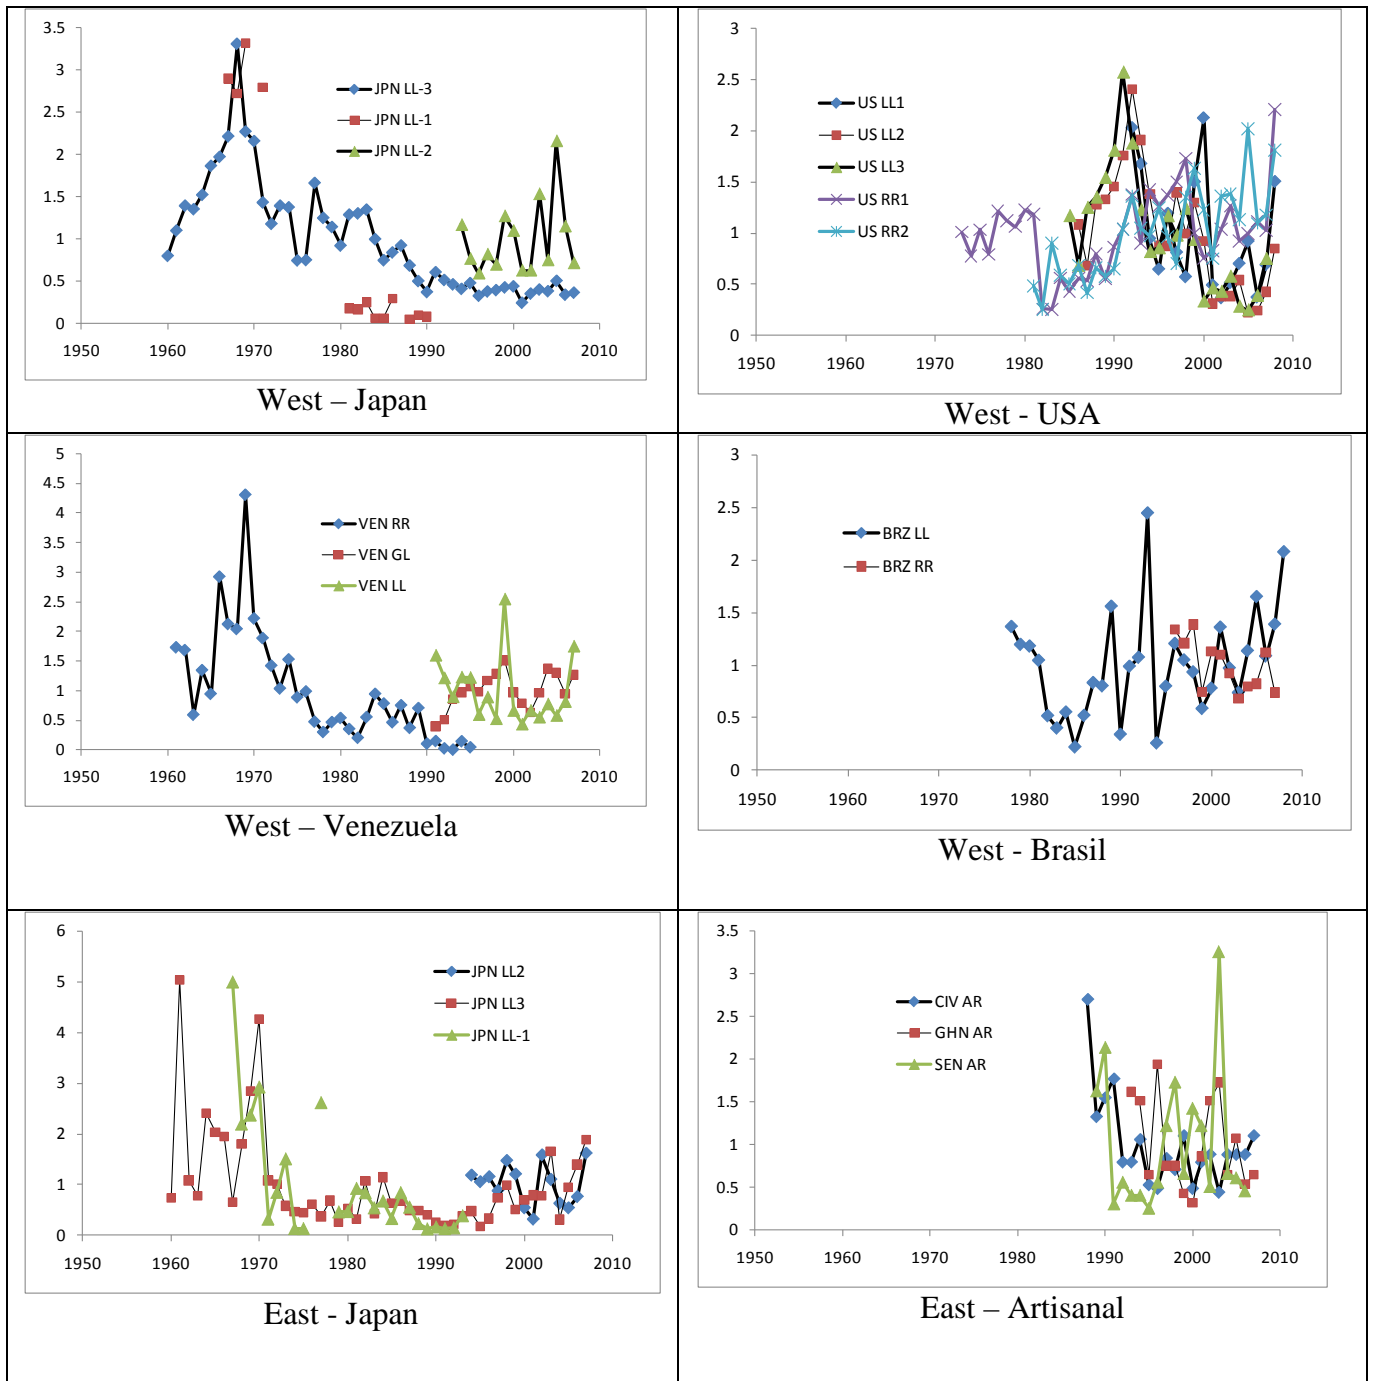 3.5
3
2.5
2
1.5
1
0.5
0
1950 1960 1970 1980 1990 2000 2010
JPN LL-3
JPN LL-1
JPN LL-2
West – Japan
3
2.5
2
1.5
1
0.5
0
1950 1960 1970 1980 1990 2000 2010
US LL1
US LL2
US LL3
US RR1
US RR2
West - USA
5
4.5
4
3.5
3
2.5
2
1.5
1
0.5
0
1950 1960 1970 1980 1990 2000 2010
VEN RR
VEN GL
VEN LL
West – Venezuela
3
2.5
2
1.5
1
0.5
0
1950 1960 1970 1980 1990 2000 2010
BRZ LL
BRZ RR
West - Brasil
6
5
4
3
2
1
0
1950 1960 1970 1980 1990 2000 2010
JPN LL2
JPN LL3
JPN LL-1
East - Japan
3.5
3
2.5
2
1.5
1
0.5
0
1950 1960 1970 1980 1990 2000 2010
CIV AR
GHN AR
SEN AR
East – Artisanal